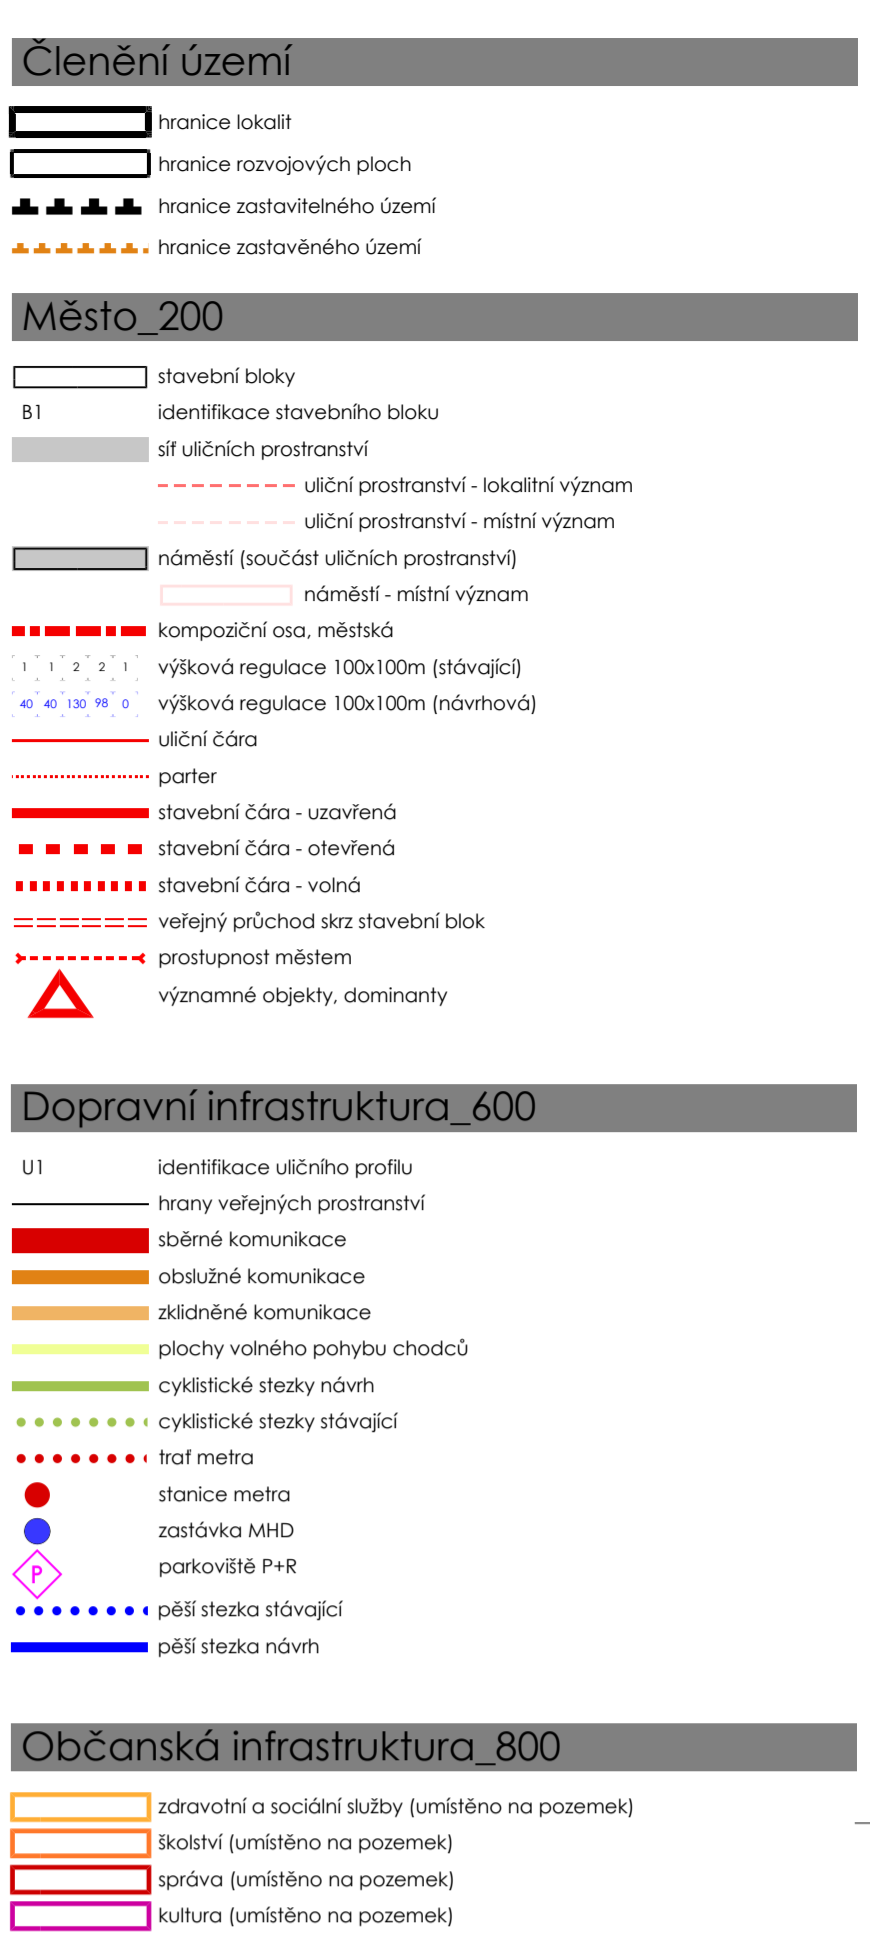 Členění území
hranice lokalit
hranice rozvojových ploch
hranice zastavitelného území
hranice zastavěného území
Město_200
stavební bloky
B1 identifikace stavebního bloku
síť uličních prostranství
uliční prostranství - lokalitní význam
uliční prostranství - místní význam
náměstí (součást uličních prostranství)
náměstí - místní význam
kompoziční osa, městská
1 1 2 2 1 výšková regulace 100x100m (stávající)
40 40 130 98 0 výšková regulace 100x100m (návrhová)
uliční čára
parter
stavební čára - uzavřená
stavební čára - otevřená
stavební čára - volná
veřejný průchod skrz stavební blok
prostupnost městem
významné objekty, dominanty
Dopravní infrastruktura_600
U1 identifikace uličního profilu
hrany veřejných prostranství
sběrné komunikace
obslužné komunikace
zklidněné komunikace
plochy volného pohybu chodců
cyklistické stezky návrh
cyklistické stezky stávající
trať metra
stanice metra
zastávka MHD
P parkoviště P+R
pěší stezka stávající
pěší stezka návrh
Občanská infrastruktura_800
zdravotní a sociální služby (umístěno na pozemek)
školství (umístěno na pozemek)
správa (umístěno na pozemek)
kultura (umístěno na pozemek)